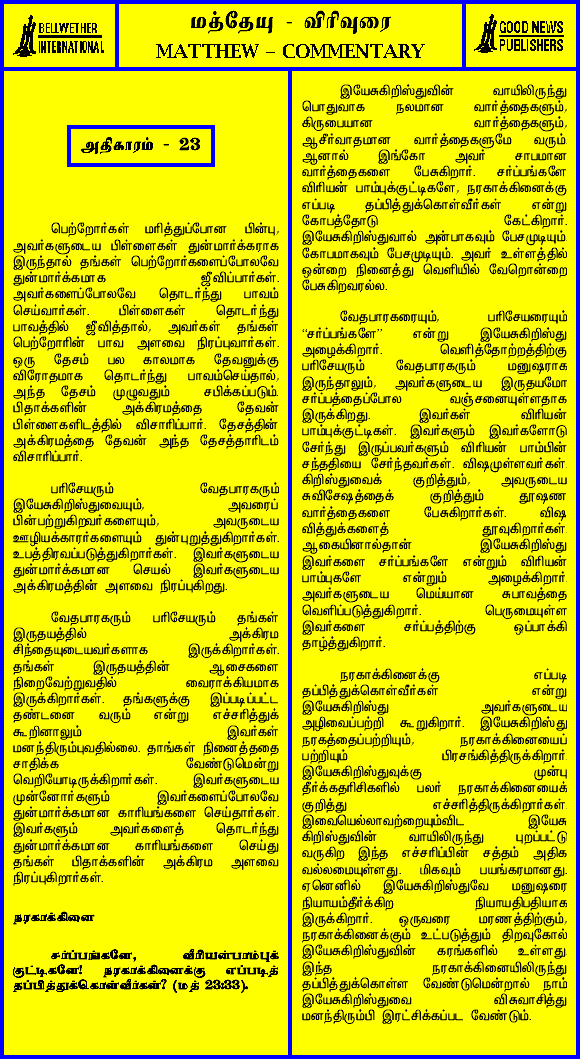 BELLWETHER
INTERNATIONAL
மத்தேயு - விரிவுரை
MATTHEW – COMMENTARY
GOOD NEWS
PUBLISHERS
அதிகாரம் - 23
பெற்றோர்கள் மரித்துப்போன பின்பு,
அவர்களுடைய பிள்ளைகள் துன்மார்க்கராக
இருந்தால் தங்கள் பெற்றோர்களைப்போலவே
துன்மார்க்கமாக ஜீவிப்பார்கள்.
அவர்களைப்போலவே தொடர்ந்து பாவம்
செய்வார்கள். பிள்ளைகள் தொடர்ந்து
பாவத்தில் ஜீவித்தால், அவர்கள் தங்கள்
பெற்றோரின் பாவ அளவை நிரப்புவார்கள்.
ஒரு தேசம் பல காலமாக தேவனுக்கு
விரோதமாக தொடர்ந்து பாவம்செய்தால்,
அந்த தேசம் முழுவதும் சபிக்கப்படும்.
பிதாக்களின் அக்கிரமத்தை தேவன்
பிள்ளைகளிடத்தில் விசாரிப்பார். தேசத்தின்
அக்கிரமத்தை தேவன் அந்த தேசத்தாரிடம்
விசாரிப்பார்.
பரிசேயரும் வேதபாரகரும்
இயேசுகிறிஸ்துவையும், அவரைப்
பின்பற்றுகிறவர்களையும், அவருடைய
ஊழியக்காரர்களையும் துன்புறுத்துகிறார்கள்.
உபத்திரவப்படுத்துகிறார்கள். இவர்களுடைய
துன்மார்க்கமான செயல் இவர்களுடைய
அக்கிரமத்தின் அளவை நிரப்புகிறது.
வேதபாரகரும் பரிசேயரும் தங்கள்
இருதயத்தில் அக்கிரம
சிந்தையுடையவர்களாக இருக்கிறார்கள்.
தங்கள் இருதயத்தின் ஆசைகளை
நிறைவேற்றுவதில் வைராக்கியமாக
இருக்கிறார்கள். தங்களுக்கு இப்படிப்பட்ட
தண்டனை வரும் என்று எச்சரித்துக்
கூறினாலும் இவர்கள்
மனந்திரும்புவதில்லை. தாங்கள் நினைத்ததை
சாதிக்க வேண்டுமென்று
வெறியோடிருக்கிறார்கள். இவர்களுடைய
முன்னோர்களும் இவர்களைப்போலவே
துன்மார்க்கமான காரியங்களை செய்தார்கள்.
இவர்களும் அவர்களைத் தொடர்ந்து
துன்மார்க்கமான காரியங்களை செய்து
தங்கள் பிதாக்களின் அக்கிரம அளவை
நிரப்புகிறார்கள்.
நரகாக்கினை
சர்ப்பங்களே, விரியன்பாம்புக்
குட்டிகளே! நரகாக்கினைக்கு எப்படித்
தப்பித்துக்கொள்வீர்கள்? (மத் 23:33).
இயேசுகிறிஸ்துவின் வாயிலிருந்து
பொதுவாக நலமான வார்த்தைகளும்,
கிருபையான வார்த்தைகளும்,
ஆசீர்வாதமான வார்த்தைகளுமே வரும்.
ஆனால் இங்கோ அவர் சாபமான
வார்த்தைகளை பேசுகிறார். சர்ப்பங்களே
விரியன் பாம்புக்குட்டிகளே, நரகாக்கினைக்கு
எப்படி தப்பித்துக்கொள்வீர்கள் என்று
கோபத்தோடு கேட்கிறார்.
இயேசுகிறிஸ்துவால் அன்பாகவும் பேசமுடியும்.
கோபமாகவும் பேசமுடியும். அவர் உள்ளத்தில்
ஒன்றை நினைத்து வெளியில் வேறொன்றை
பேசுகிறவரல்ல.
வேதபாரகரையும், பரிசேயரையும்
“சர்ப்பங்களே” என்று இயேசுகிறிஸ்து
அழைக்கிறார். வெளித்தோற்றத்திற்கு
பரிசேயரும் வேதபாரகரும் மனுஷராக
இருந்தாலும், அவர்களுடைய இருதயமோ
சர்ப்பத்தைப்போல வஞ்சனையுள்ளதாக
இருக்கிறது. இவர்கள் விரியன்
பாம்புக்குட்டிகள். இவர்களும் இவர்களோடு
சேர்ந்து இருப்பவர்களும் விரியன் பாம்பின்
சந்ததியை சேர்ந்தவர்கள். விஷமுள்ளவர்கள்.
கிறிஸ்துவைக் குறித்தும், அவருடைய
சுவிசேஷத்தைக் குறித்தும் தூஷண
வார்த்தைகளை பேசுகிறார்கள். விஷ
வித்துக்களைத் தூவுகிறார்கள்.
ஆகையினால்தான் இயேசுகிறிஸ்து
இவர்களை சர்ப்பங்களே என்றும் விரியன்
பாம்புகளே என்றும் அழைக்கிறார்.
அவர்களுடைய மெய்யான சுபாவத்தை
வெளிப்படுத்துகிறார். பெருமையுள்ள
இவர்களை சர்ப்பத்திற்கு ஒப்பாக்கி
தாழ்த்துகிறார்.
நரகாக்கினைக்கு எப்படி
தப்பித்துக்கொள்வீர்கள் என்று
இயேசுகிறிஸ்து அவர்களுடைய
அழிவைப்பற்றி கூறுகிறார். இயேசுகிறிஸ்து
நரகத்தைப்பற்றியும், நரகாக்கினையைப்
பற்றியும் பிரசங்கித்திருக்கிறார்.
இயேசுகிறிஸ்துவுக்கு முன்பு
தீர்க்கதரிசிகளில் பலர் நரகாக்கினையைக்
குறித்து எச்சரித்திருக்கிறார்கள்.
இவையெல்லாவற்றையும்விட இயேசு
கிறிஸ்துவின் வாயிலிருந்து புறப்பட்டு
வருகிற இந்த எச்சரிப்பின் சத்தம் அதிக
வல்லமையுள்ளது. மிகவும் பயங்கரமானது.
ஏனெனில் இயேசுகிறிஸ்துவே மனுஷரை
நியாயம்தீர்க்கிற நியாயதிபதியாக
இருக்கிறார். ஒருவரை மரணத்திற்கும்,
நரகாக்கினைக்கும் உட்படுத்தும் திறவுகோல்
இயேசுகிறிஸ்துவின் கரங்களில் உள்ளது.
இந்த நரகாக்கினையிலிருந்து
தப்பித்துக்கொள்ள வேண்டுமென்றால் நாம்
இயேசுகிறிஸ்துவை விசுவாசித்து
மனந்திரும்பி இரட்சிக்கப்பட வேண்டும்.